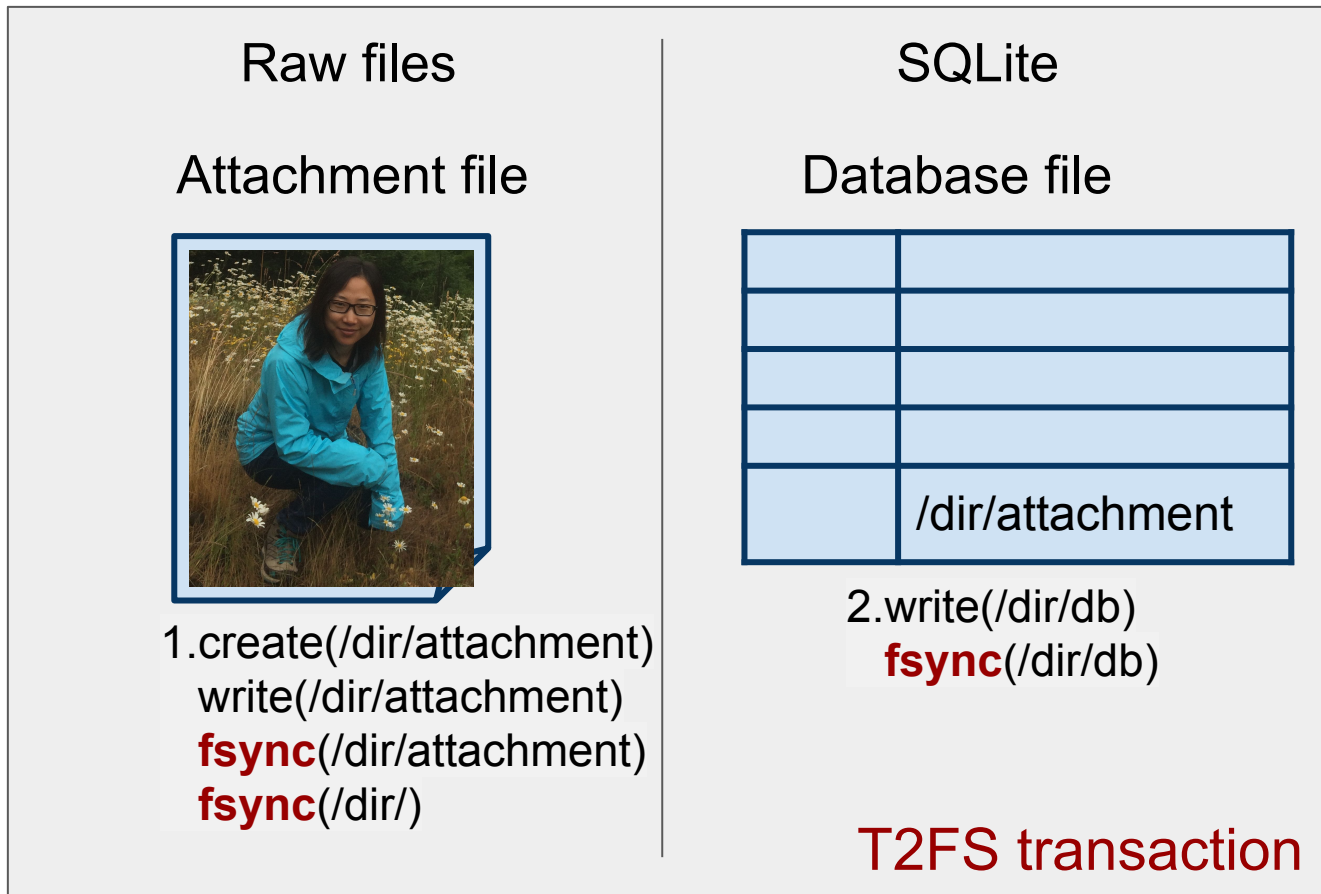 Raw files
Attachment file
1.create(/dir/attachment)
write(/dir/attachment)
fsync(/dir/attachment)
fsync(/dir/)
SQLite
Database file
/dir/attachment
2.write(/dir/db)
fsync(/dir/db)
T2FS transaction